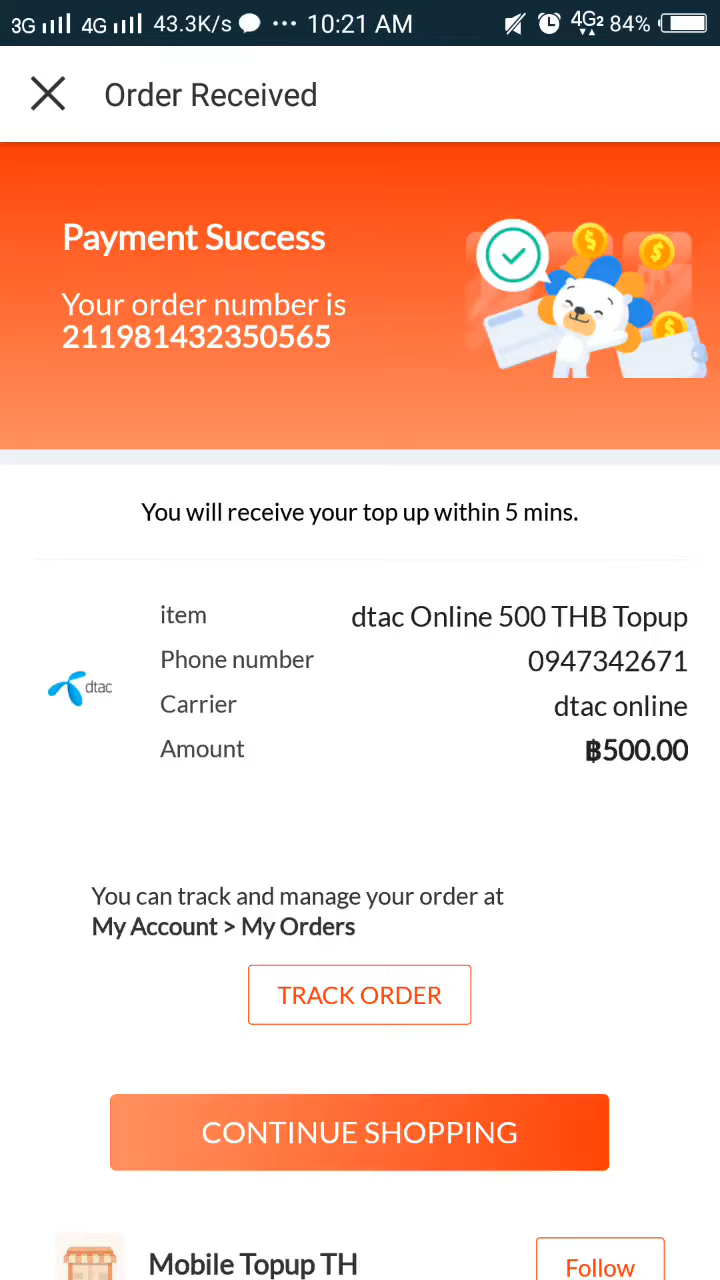 3G 4G 43.3K/s ··· 10:21 AM 4G2 84%
Order Received
Payment Success
Your order number is
211981432350565
You will receive your top up within 5 mins.
item dtac Online 500 THB Topup
Phone number 0947342671
dtac
Carrier dtac online
Amount ฿500.00
You can track and manage your order at
My Account > My Orders
TRACK ORDER
CONTINUE SHOPPING
Mobile Topup TH Follow